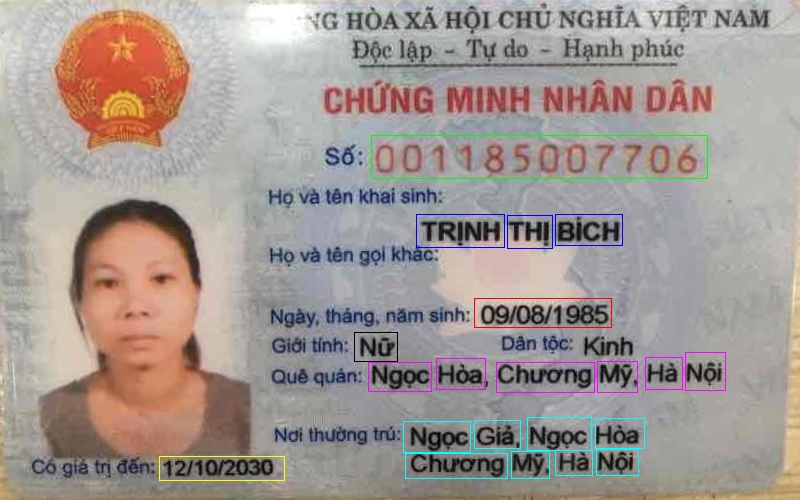 NG HÒA XÃ HỘI CHỦ NGHĨA VIỆT NAM
Độc lập - Tự do - Hạnh phúc
CHỨNG MINH NHÂN DÂN
Số: 001185007706
Họ và tên khai sinh:
TRỊNH THỊ BÍCH
Họ và tên gọi khác:
Ngày, tháng, năm sinh: 09/08/1985
Giới tính: Nữ Dân tộc: Kinh
Quê quán: Ngọc Hòa, Chương Mỹ, Hà Nội
Nơi thường trú: Ngọc Giả, Ngọc Hòa
Chương Mỹ, Hà Nội
Có giá trị đến: 12/10/2030